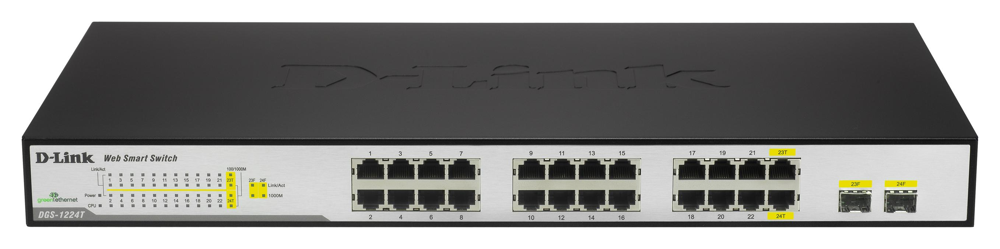 D-Link
D-Link Web Smart Switch
Link/Act 100/1000M
1 3 5 7 9 11 13 15 17 19 21 23T 23F 24F
Link/Act
Power 1000M
2 4 6 8 10 12 14 16 18 20 22 24T
CPU
greenethernet
DGS-1224T
1 3 5 7 9 11 13 15 17 19 21 23T
2 4 6 8 10 12 14 16 18 20 22 24T
23F 24F